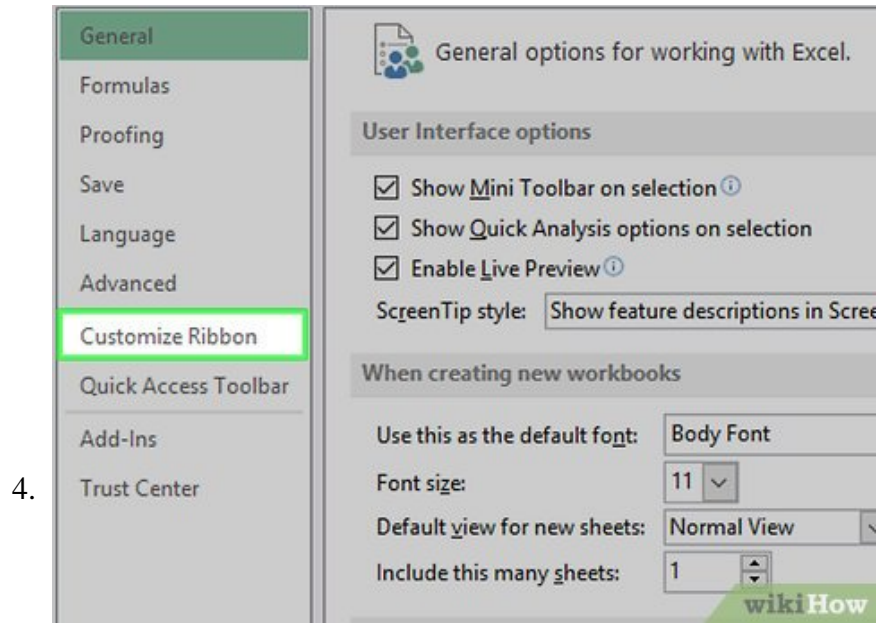 General
Formulas
Proofing
Save
Language
Advanced
Customize Ribbon
Quick Access Toolbar
Add-Ins
Trust Center
4.
General options for working with Excel.
User Interface options
Show Mini Toolbar on selection
Show Quick Analysis options on selection
Enable Live Preview
ScreenTip style: Show feature descriptions in Scree
When creating new workbooks
Use this as the default font: Body Font
Font size: 11
Default view for new sheets: Normal View
Include this many sheets: 1
wikiHow